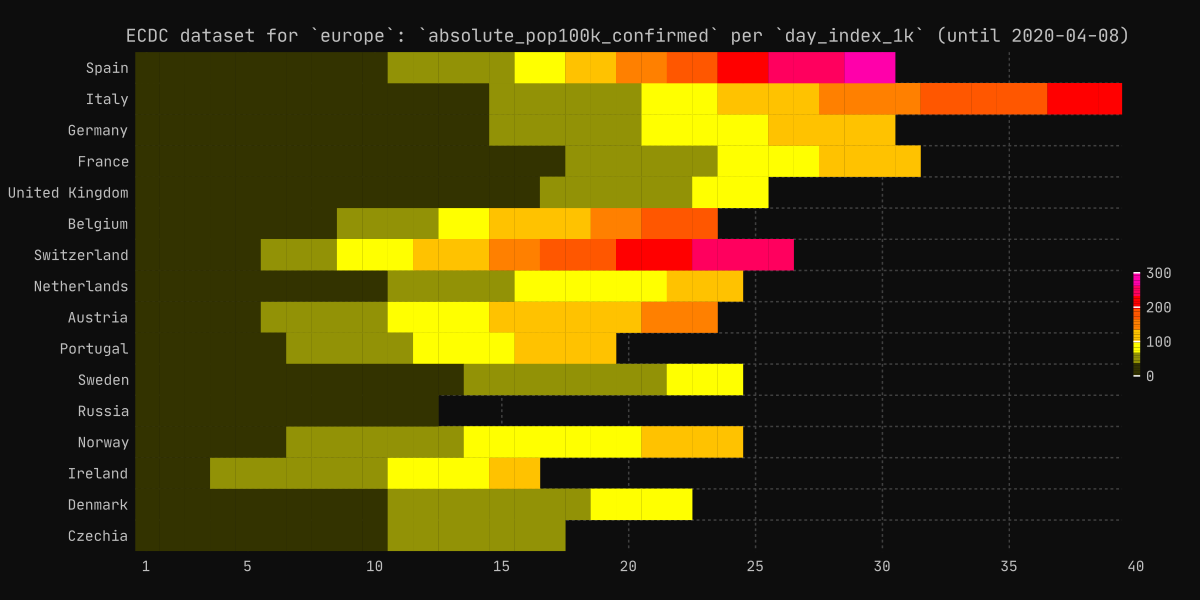 ECDC dataset for `europe`: `absolute_pop100k_confirmed` per `day_index_1k` (until 2020-04-08)
Spain
Italy
Germany
France
United Kingdom
Belgium
Switzerland
Netherlands
Austria
Portugal
Sweden
Russia
Norway
Ireland
Denmark
Czechia
300
200
100
0
1 5 10 15 20 25 30 35 40